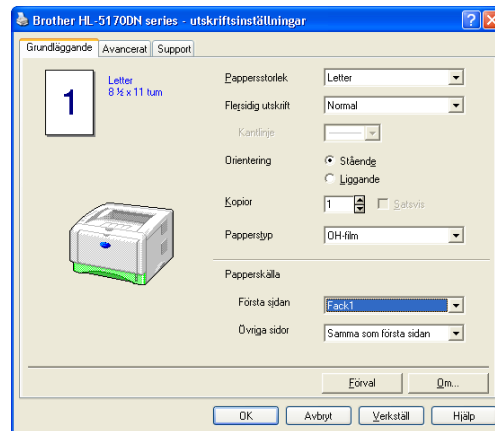 Brother HL-5170DN series - utskriftsinställningar
Grundläggande Avancerat Support
1
Letter
8 ½ x 11 tum
Pappersstorlek Letter
Flersidig utskrift Normal
Kantlinje
Orientering Stående
Liggande
Kopior 1 Satsvis
Papperstyp OH-film
Papperskälla
Första sidan Fack1
Övriga sidor Samma som första sidan
Förval Om...
OK Avbryt Verkställ Hjälp